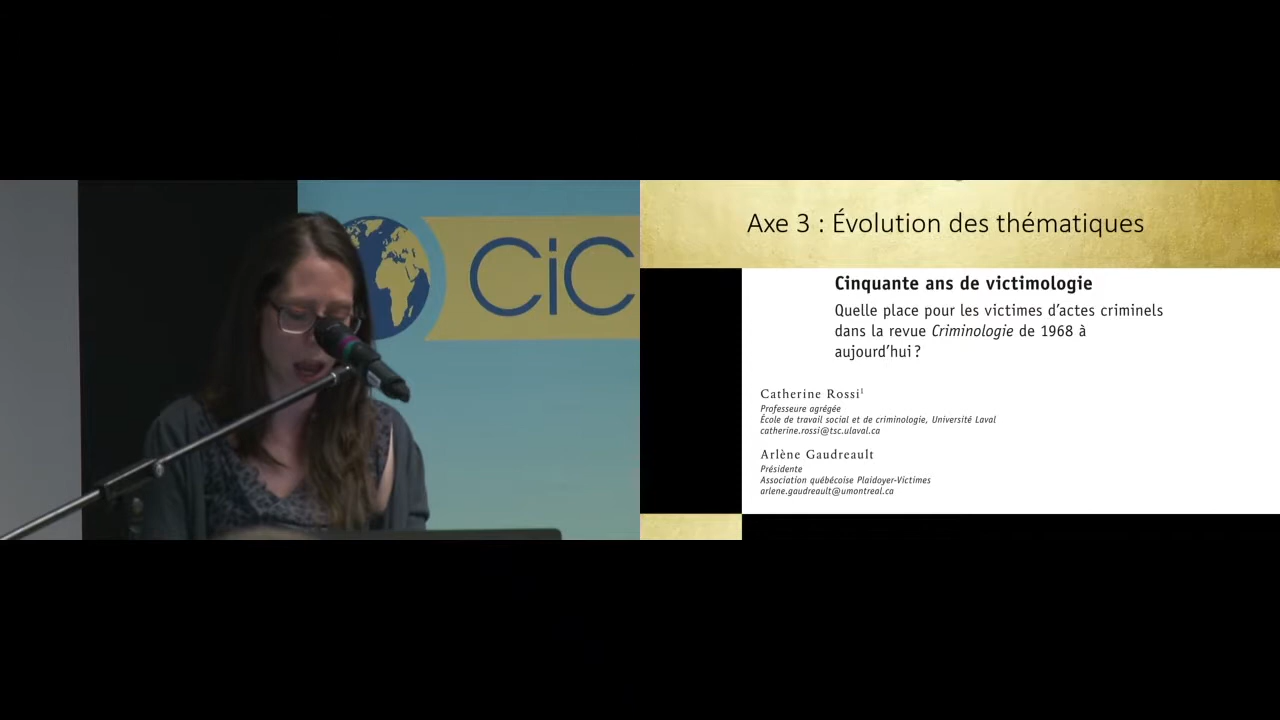 CiC
Axe 3 : Évolution des thématiques
Cinquante ans de victimologie
Quelle place pour les victimes d'actes criminels
dans la revue Criminologie de 1968 à
aujourd'hui ?
Catherine Rossi¹
Professeure agrégée
École de travail social et de criminologie, Université Laval
catherine.rossi@tsc.ulaval.ca
Arlène Gaudreault
Présidente
Association québécoise Plaidoyer-Victimes
arlene.gaudreault@umontreal.ca